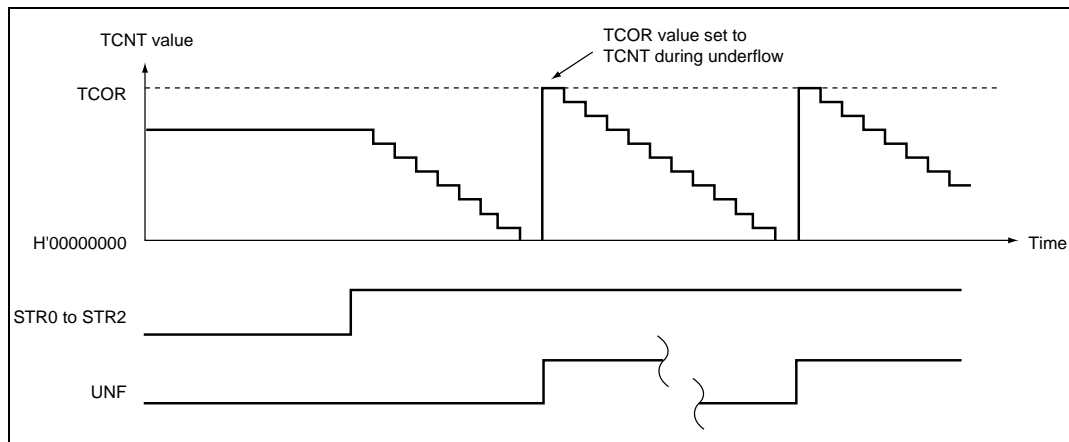 TCNT value
TCOR value set to
TCNT during underflow
TCOR
H'00000000
Time
STR0 to STR2
UNF